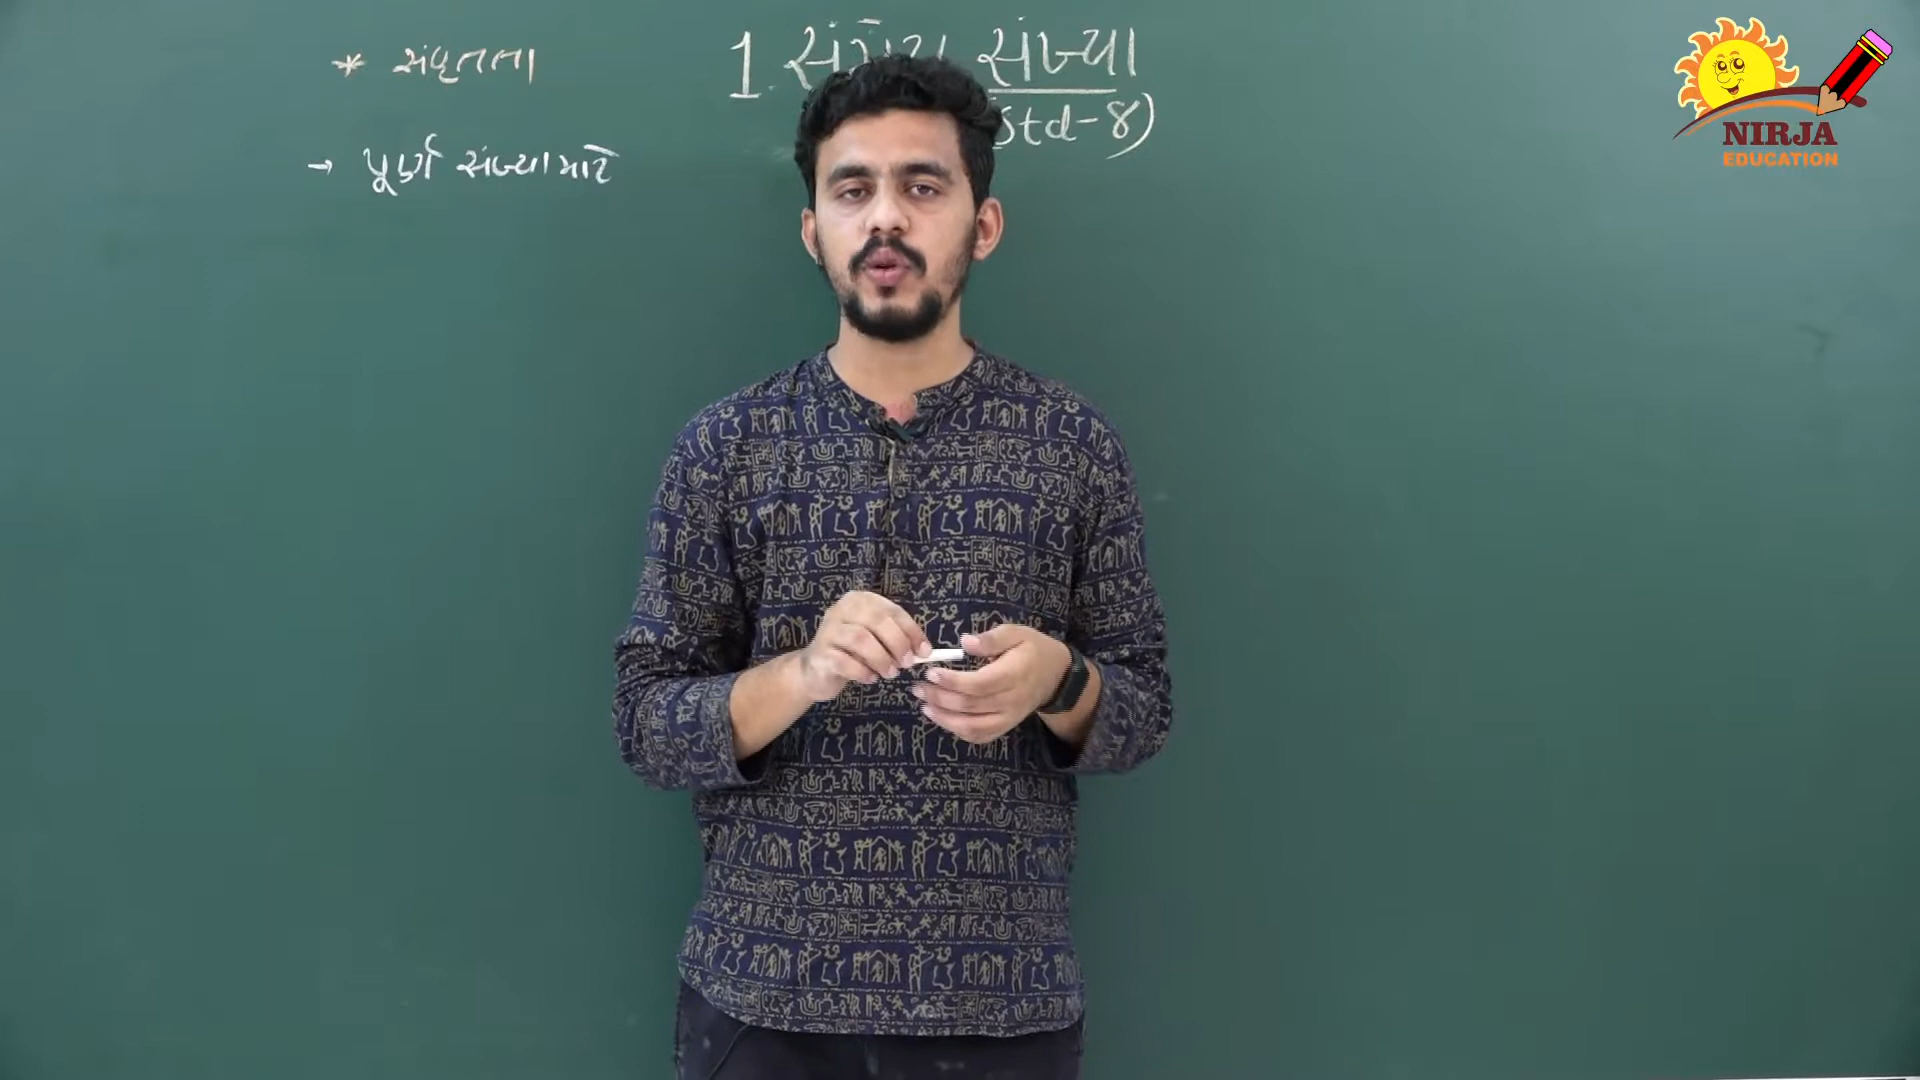 * સંવૃતતા
1. સંમેય સંખ્યા
(std-8)
→ પૂર્ણ સંખ્યા માટે
NIRJA
EDUCATION